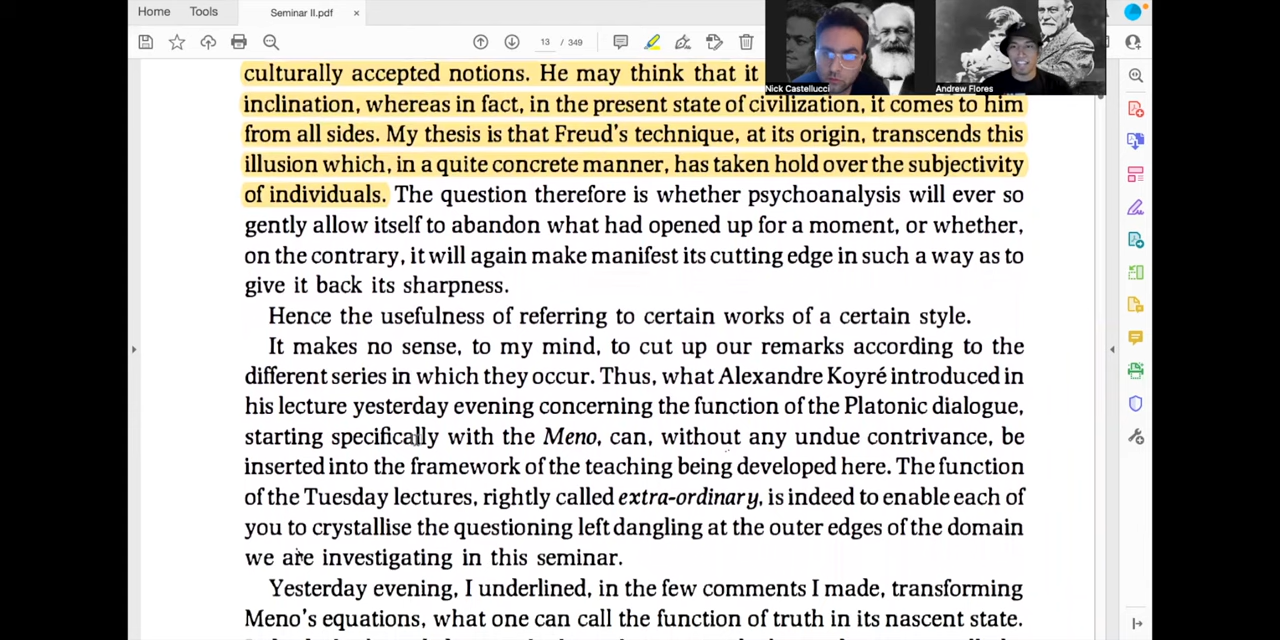 Home Tools Seminar II.pdf ×
13 / 349
Nick Castellucci Andrew Flores
culturally accepted notions. He may think that it
inclination, whereas in fact, in the present state of civilization, it comes to him
from all sides. My thesis is that Freud's technique, at its origin, transcends this
illusion which, in a quite concrete manner, has taken hold over the subjectivity
of individuals. The question therefore is whether psychoanalysis will ever so
gently allow itself to abandon what had opened up for a moment, or whether,
on the contrary, it will again make manifest its cutting edge in such a way as to
give it back its sharpness.
Hence the usefulness of referring to certain works of a certain style.
It makes no sense, to my mind, to cut up our remarks according to the
different series in which they occur. Thus, what Alexandre Koyré introduced in
his lecture yesterday evening concerning the function of the Platonic dialogue,
starting specifically with the Meno, can, without any undue contrivance, be
inserted into the framework of the teaching being developed here. The function
of the Tuesday lectures, rightly called extra-ordinary, is indeed to enable each of
you to crystallise the questioning left dangling at the outer edges of the domain
we are investigating in this seminar.
Yesterday evening, I underlined, in the few comments I made, transforming
Meno's equations, what one can call the function of truth in its nascent state.